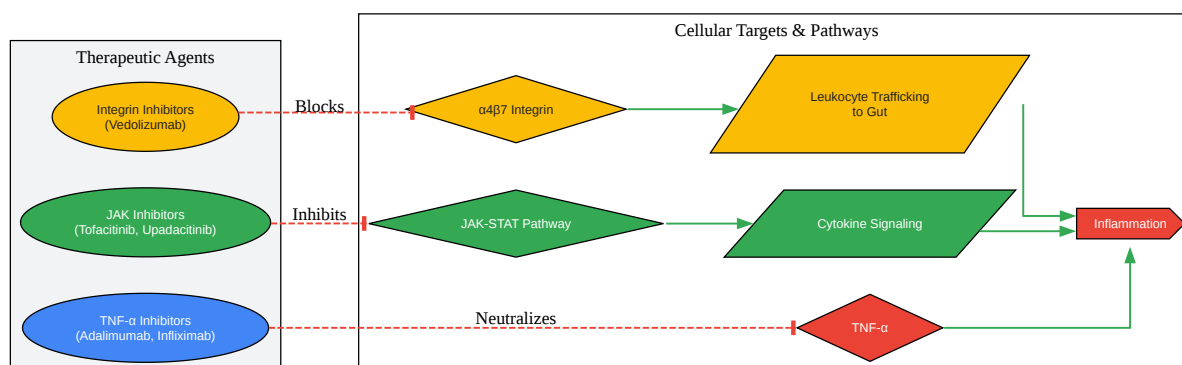 Therapeutic Agents
Cellular Targets & Pathways
Integrin Inhibitors
(Vedolizumab)
Blocks
α4β7 Integrin
Leukocyte Trafficking
to Gut
JAK Inhibitors
(Tofacitinib, Upadacitinib)
Inhibits
JAK-STAT Pathway
Cytokine Signaling
Inflammation
TNF-α Inhibitors
(Adalimumab, Infliximab)
Neutralizes
TNF-α